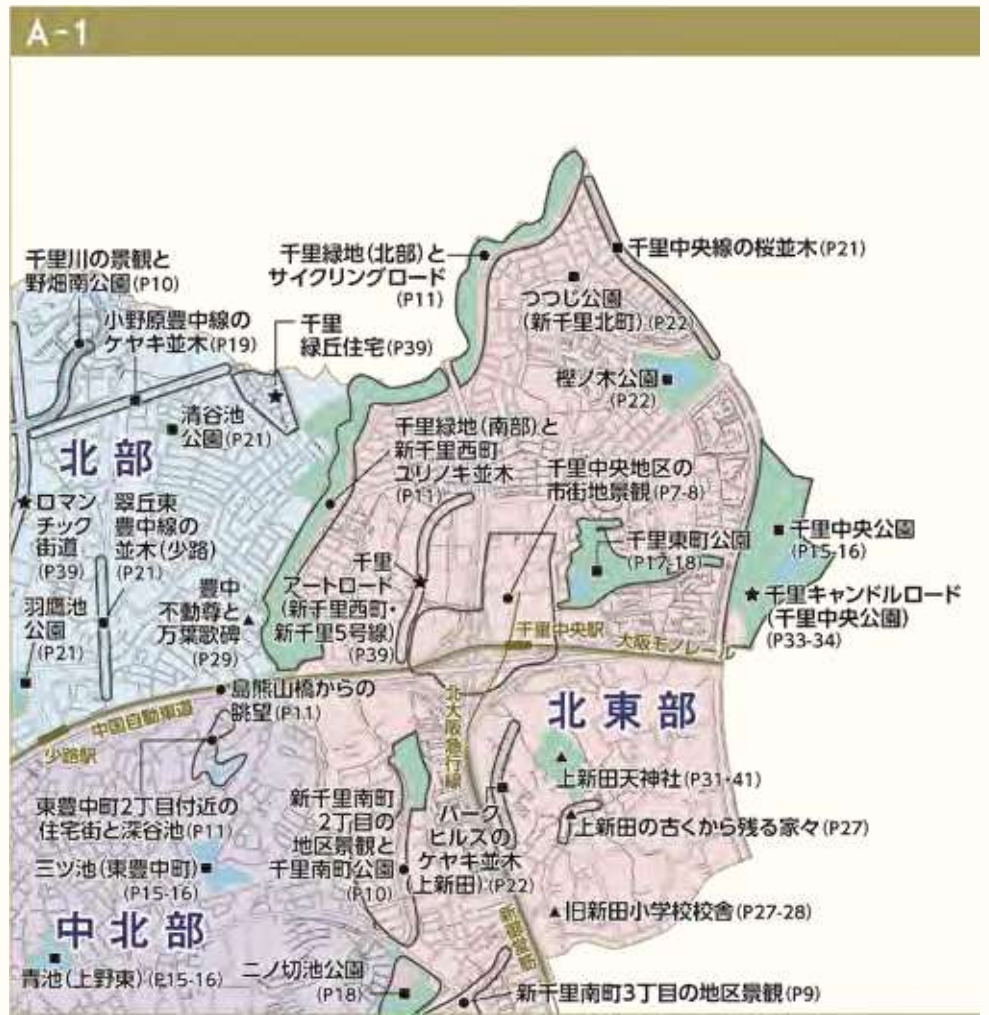 A-1
千里川の景観と
野畑南公園(P10)
小野原豊中線の
ケヤキ並木(P19)
千里
緑丘住宅(P39)
千里緑地(北部)と
サイクリングロード
(P11)
千里中央線の桜並木(P21)
つつじ公園
(新千里北町)(P22)
樫ノ木公園
(P22)
清谷池
公園(P21)
北部
千里緑地(南部)と
新千里西町
ユリノキ並木
(P11)
千里中央地区の
市街地景観(P7-8)
ロマン
チック
街道
(P39)
翠丘東
豊中線の
並木(少路)
(P21)
千里東町公園
(P17-18)
千里中央公園
(P15-16)
羽鷹池
公園
(P21)
豊中
不動尊と
万葉歌碑
(P29)
千里
アートロード
(新千里西町・
新千里5号線)
(P39)
千里キャンドルロード
(千里中央公園)
(P33-34)
千里中央駅
大阪モノレール
島熊山橋からの
眺望(P11)
中国自動車道
少路駅
北大阪急行線
北東部
上新田天神社(P31・41)
東豊中町2丁目付近の
住宅街と深谷池(P11)
新千里南町
2丁目の
地区景観と
千里南町公園
(P10)
パーク
ヒルズの
ケヤキ並木
(上新田)(P22)
上新田の古くから残る家々(P27)
三ツ池(東豊中町)
(P15-16)
旧新田小学校校舎(P27-28)
中北部
新御堂筋
青池(上野東)(P15-16)
二ノ切池公園
(P18)
新千里南町3丁目の地区景観(P9)